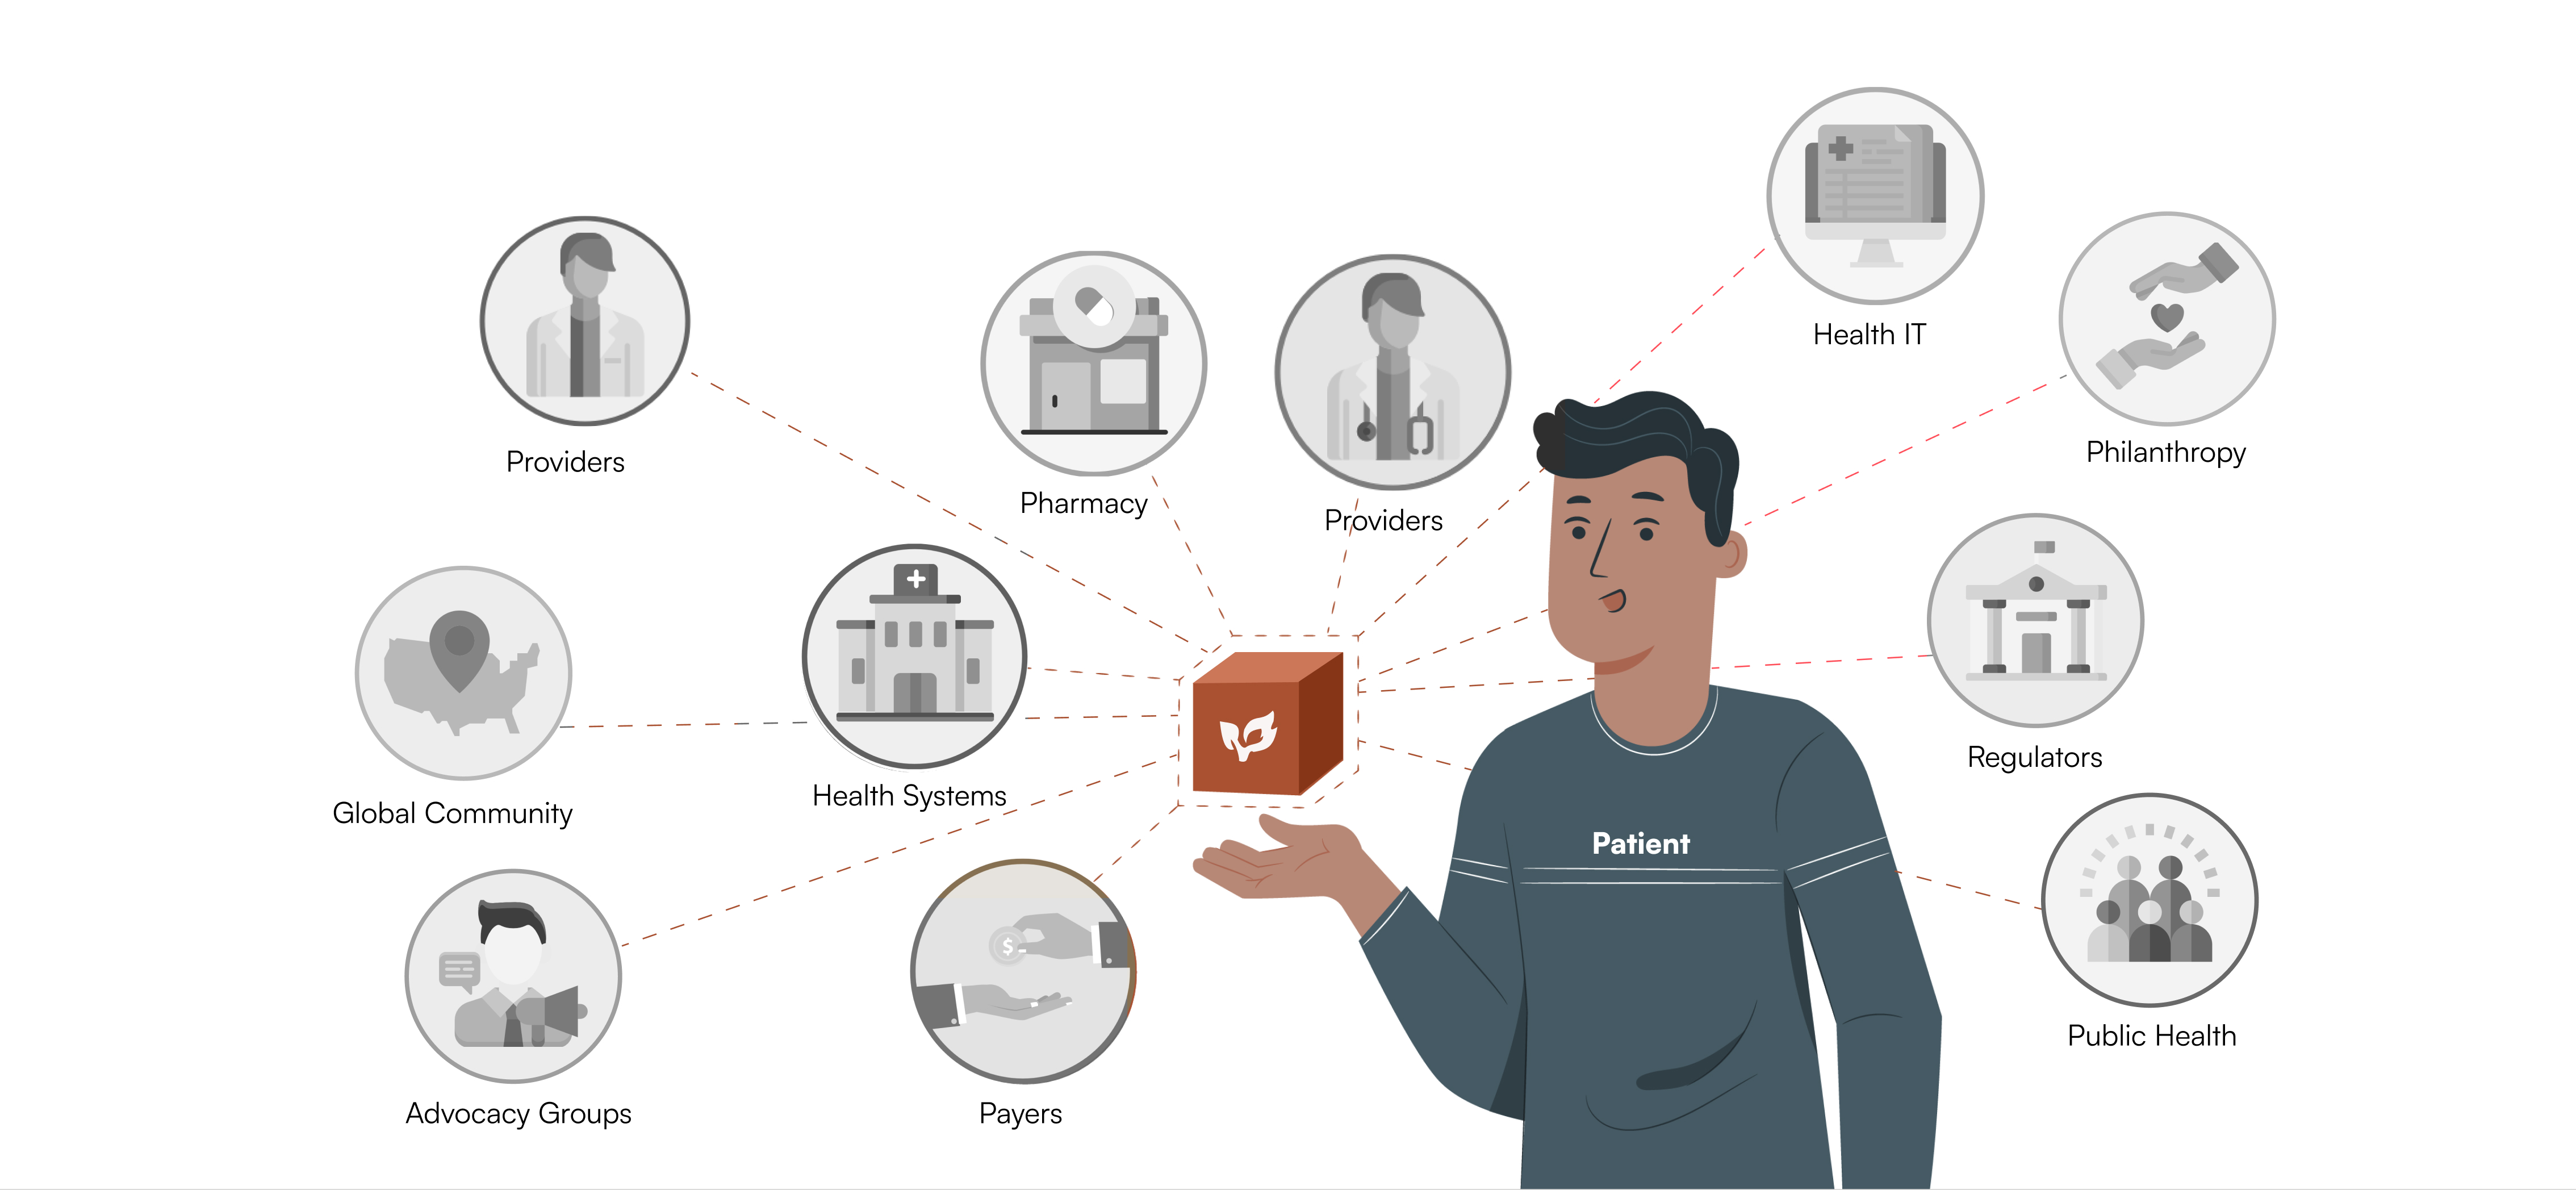 Health IT
Philanthropy
Providers
Pharmacy
Providers
Regulators
Health Systems
Global Community
Patient
$
Public Health
Advocacy Groups
Payers